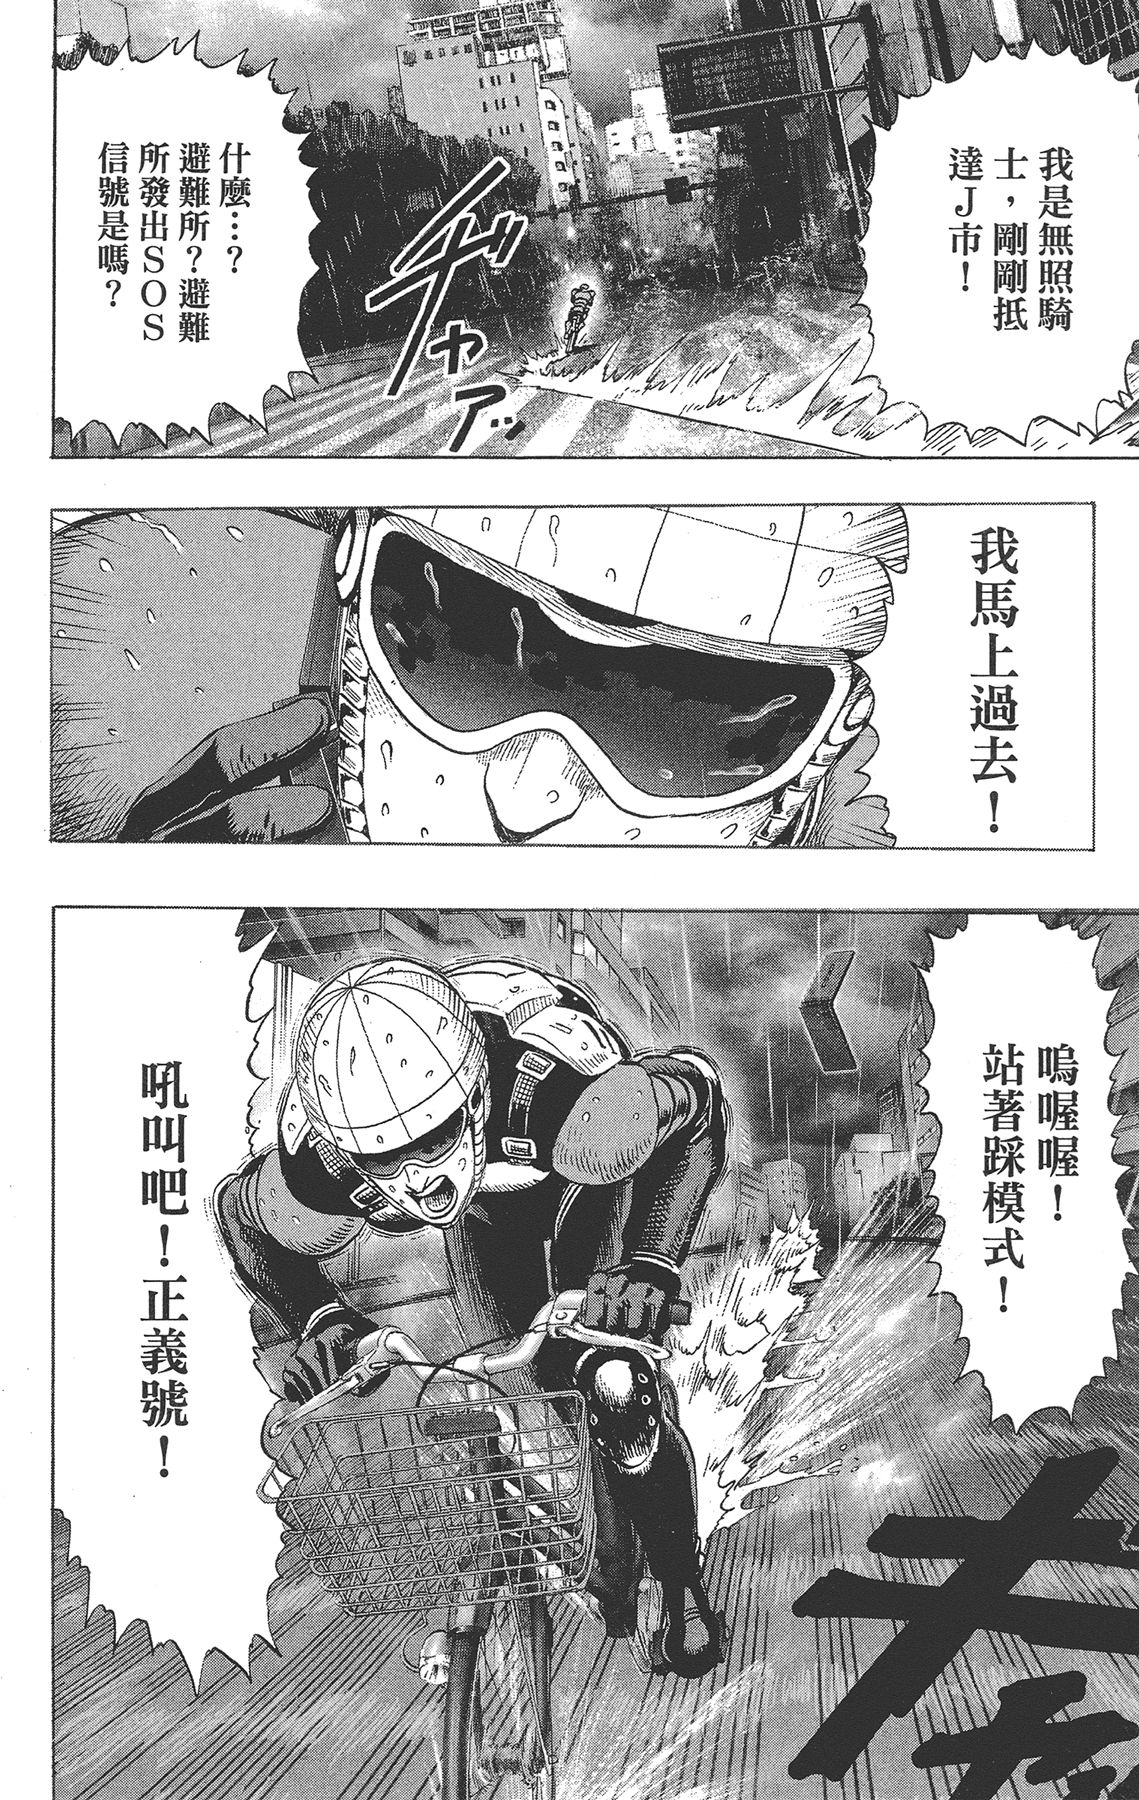 我是無照騎
士，剛剛抵
達J市！
什麼…？
避難所？避難
所發出SOS
信號是嗎？
ヂャアッ
我馬上過去！
嗚喔喔！
站著踩模式！
吼叫吧！正義號！